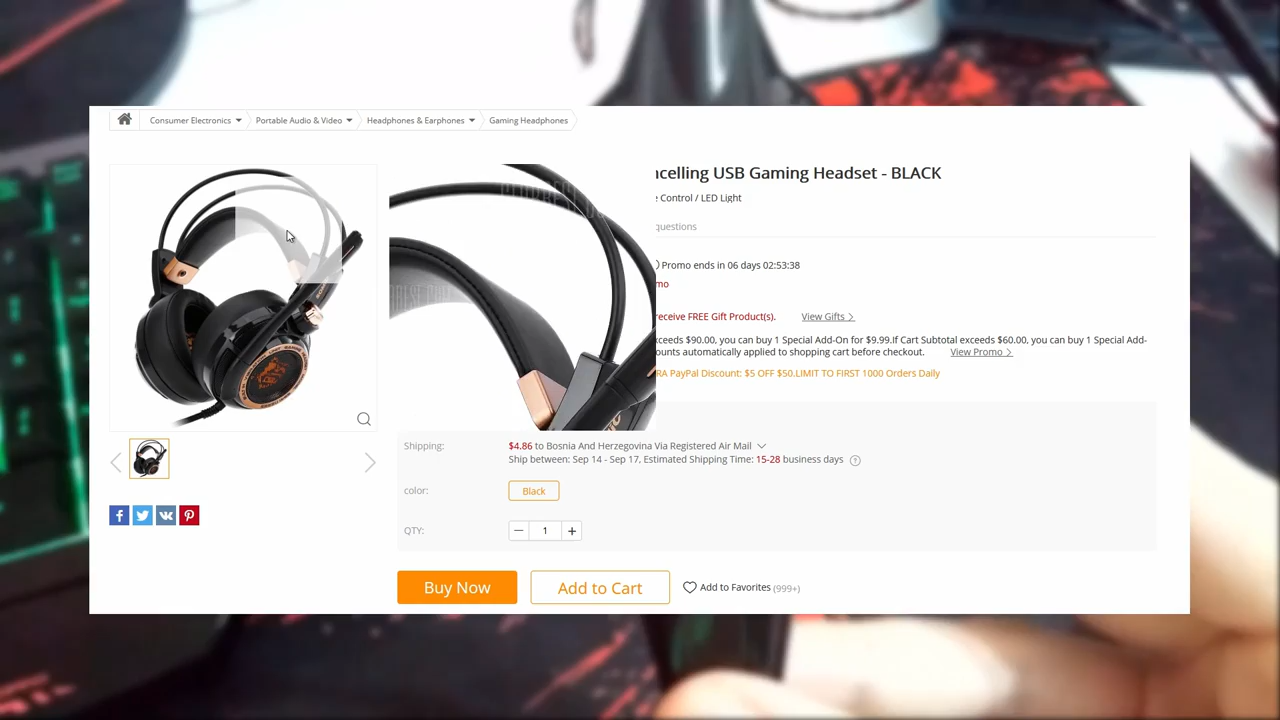 Consumer Electronics
Portable Audio & Video
Headphones & Earphones
Gaming Headphones
ncelling USB Gaming Headset - BLACK
e Control / LED Light
questions
Promo ends in 06 days 02:53:38
mo
receive FREE Gift Product(s). View Gifts >
xceeds $90.00, you can buy 1 Special Add-On for $9.99.If Cart Subtotal exceeds $60.00, you can buy 1 Special Add-
ounts automatically applied to shopping cart before checkout. View Promo >
RA PayPal Discount: $5 OFF $50.LIMIT TO FIRST 1000 Orders Daily
Shipping: $4.86 to Bosnia And Herzegovina Via Registered Air Mail
Ship between: Sep 14 - Sep 17, Estimated Shipping Time: 15-28 business days ?
color: Black
QTY: 1
Buy Now
Add to Cart
Add to Favorites (999+)